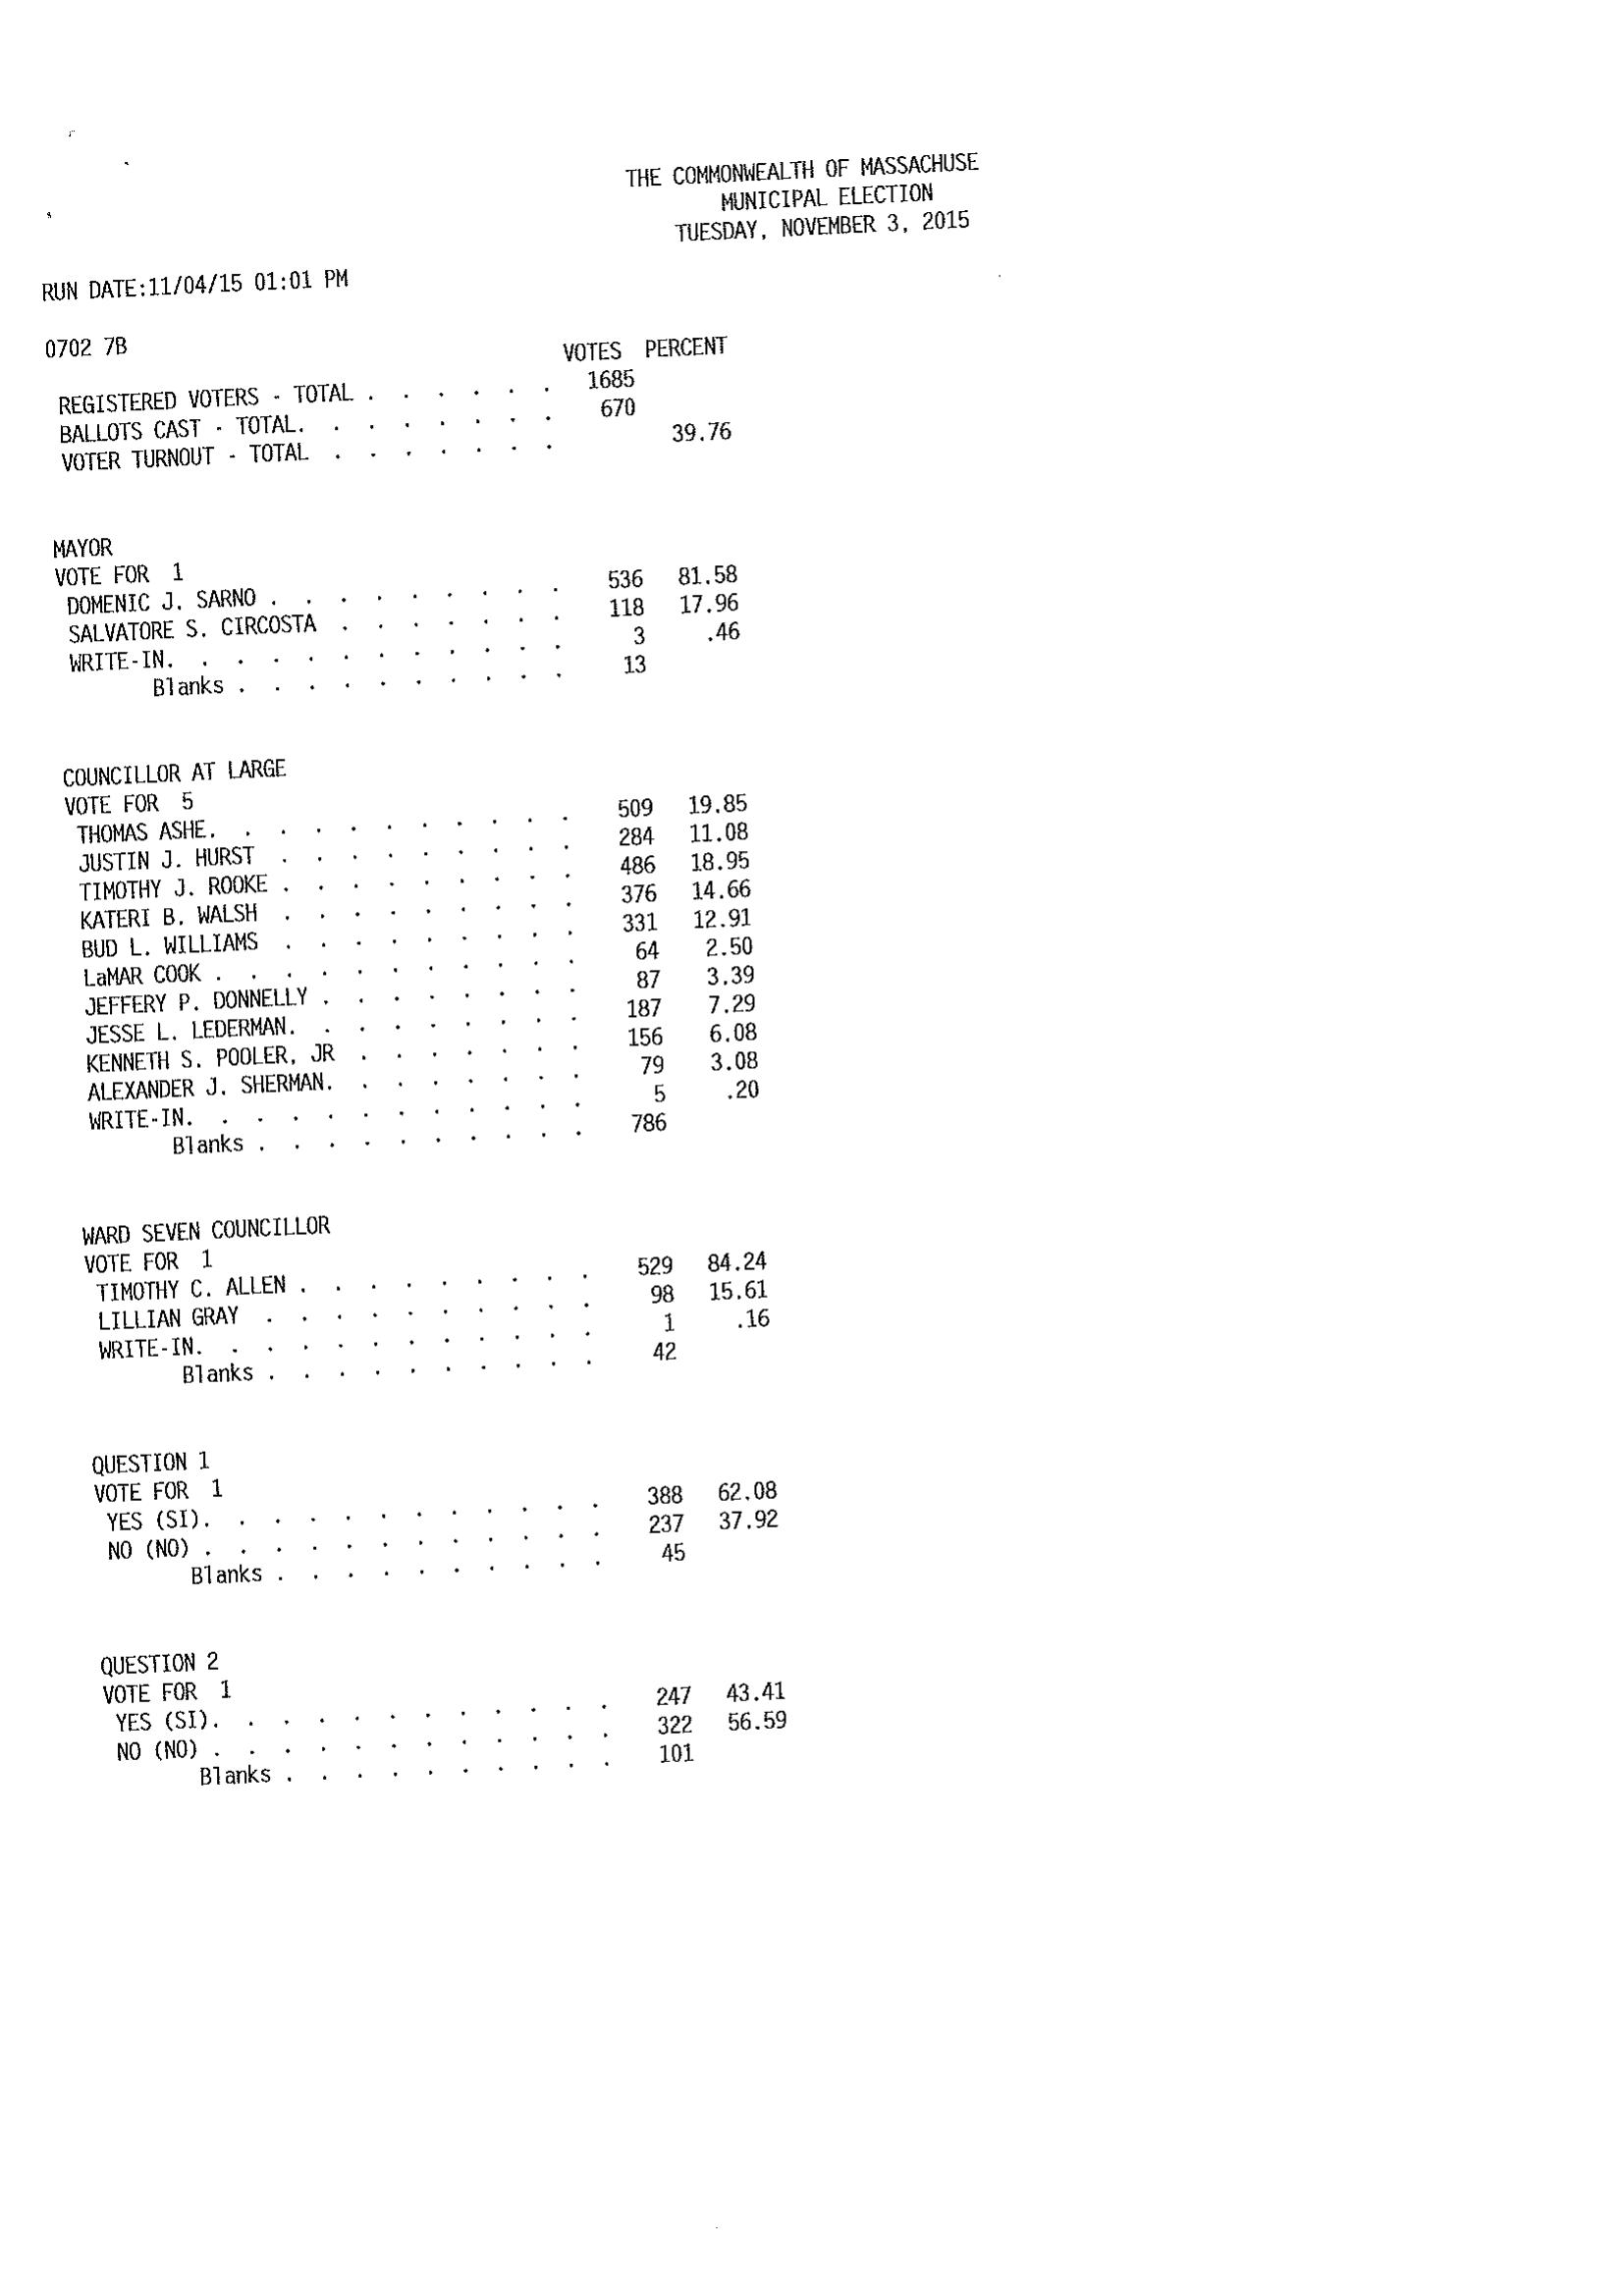 THE COMMONWEALTH OF MASSACHUSE
MUNICIPAL ELECTION
TUESDAY, NOVEMBER 3, 2015
RUN DATE:11/04/15 01:01 PM
0702 7B
VOTES PERCENT
REGISTERED VOTERS - TOTAL . . . . . . 1685
BALLOTS CAST - TOTAL. . . . . . . . 670
VOTER TURNOUT - TOTAL . . . . . . . 39.76
MAYOR
VOTE FOR 1
DOMENIC J. SARNO . . . . . . . . . 536 81.58
SALVATORE S. CIRCOSTA . . . . . . . 118 17.96
WRITE-IN. . . . . . . . . . . . 3 .46
Blanks . . . . . . . . . . 13
COUNCILLOR AT LARGE
VOTE FOR 5
THOMAS ASHE. . . . . . . . . . . 509 19.85
JUSTIN J. HURST . . . . . . . . . 284 11.08
TIMOTHY J. ROOKE . . . . . . . . . 486 18.95
KATERI B. WALSH . . . . . . . . . 376 14.66
BUD L. WILLIAMS . . . . . . . . . 331 12.91
LaMAR COOK . . . . . . . . . . . 64 2.50
JEFFERY P. DONNELLY . . . . . . . . 87 3.39
JESSE L. LEDERMAN. . . . . . . . . 187 7.29
KENNETH S. POOLER, JR . . . . . . . 156 6.08
ALEXANDER J. SHERMAN. . . . . . . . 79 3.08
WRITE-IN. . . . . . . . . . . . 5 .20
Blanks . . . . . . . . . . 786
WARD SEVEN COUNCILLOR
VOTE FOR 1
TIMOTHY C. ALLEN . . . . . . . . . 529 84.24
LILLIAN GRAY . . . . . . . . . . 98 15.61
WRITE-IN. . . . . . . . . . . . 1 .16
Blanks . . . . . . . . . . 42
QUESTION 1
VOTE FOR 1
YES (SI). . . . . . . . . . . . 388 62.08
NO (NO) . . . . . . . . . . . . 237 37.92
Blanks . . . . . . . . . . 45
QUESTION 2
VOTE FOR 1
YES (SI). . . . . . . . . . . . 247 43.41
NO (NO) . . . . . . . . . . . . 322 56.59
Blanks . . . . . . . . . . 101